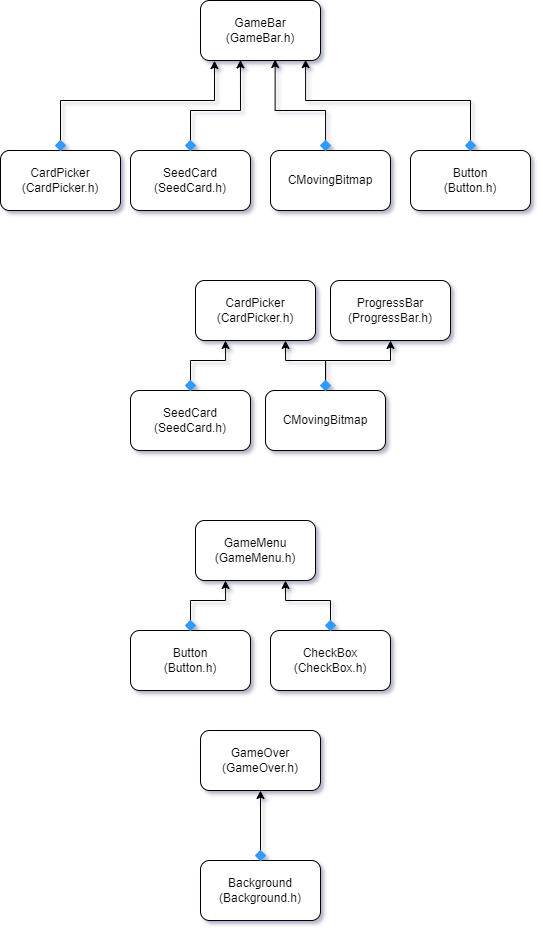 GameBar
(GameBar.h)
CardPicker
(CardPicker.h)
SeedCard
(SeedCard.h)
CMovingBitmap
Button
(Button.h)
CardPicker
(CardPicker.h)
ProgressBar
(ProgressBar.h)
SeedCard
(SeedCard.h)
CMovingBitmap
GameMenu
(GameMenu.h)
Button
(Button.h)
CheckBox
(CheckBox.h)
GameOver
(GameOver.h)
Background
(Background.h)